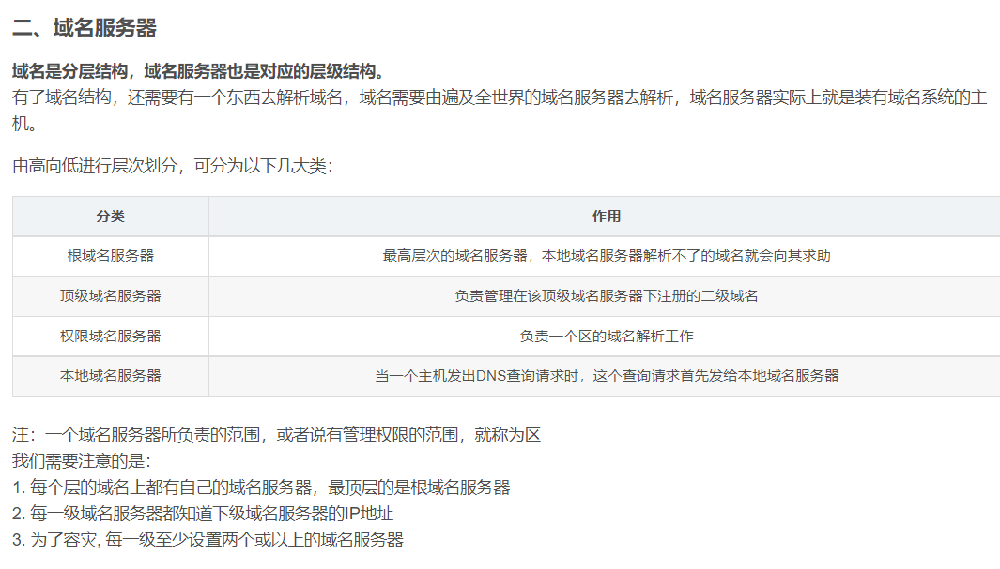 二、域名服务器
域名是分层结构，域名服务器也是对应的层级结构。
有了域名结构，还需要有一个东西去解析域名，域名需要由遍及全世界的域名服务器去解析，域名服务器实际上就是装有域名系统的主
机。
由高向低进行层次划分，可分为以下几大类：
分类 作用
根域名服务器 最高层次的域名服务器，本地域名服务器解析不了的域名就会向其求助
顶级域名服务器 负责管理在该顶级域名服务器下注册的二级域名
权限域名服务器 负责一个区的域名解析工作
本地域名服务器 当一个主机发出DNS查询请求时，这个查询请求首先发给本地域名服务器
注：一个域名服务器所负责的范围，或者说有管理权限的范围，就称为区
我们需要注意的是：
1. 每个层的域名上都有自己的域名服务器，最顶层的是根域名服务器
2. 每一级域名服务器都知道下级域名服务器的IP地址
3. 为了容灾, 每一级至少设置两个或以上的域名服务器